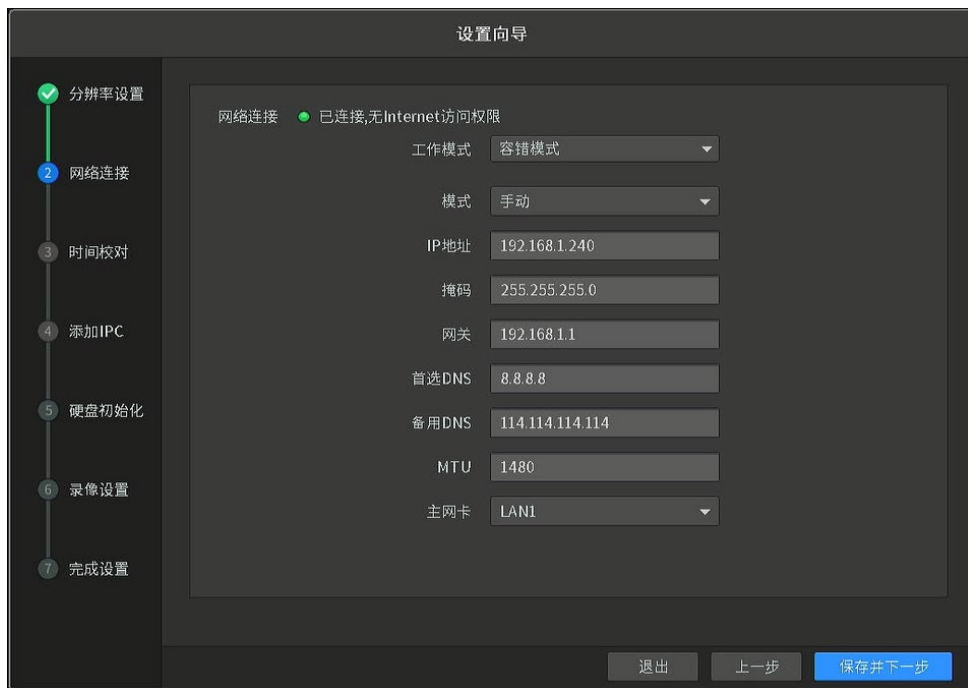 设置向导
分辨率设置
2 网络连接
3 时间校对
4 添加IPC
5 硬盘初始化
6 录像设置
7 完成设置
网络连接 已连接,无Internet访问权限
工作模式 容错模式
模式 手动
IP地址 192.168.1.240
掩码 255.255.255.0
网关 192.168.1.1
首选DNS 8.8.8.8
备用DNS 114.114.114.114
MTU 1480
主网卡 LAN1
退出 上一步 保存并下一步